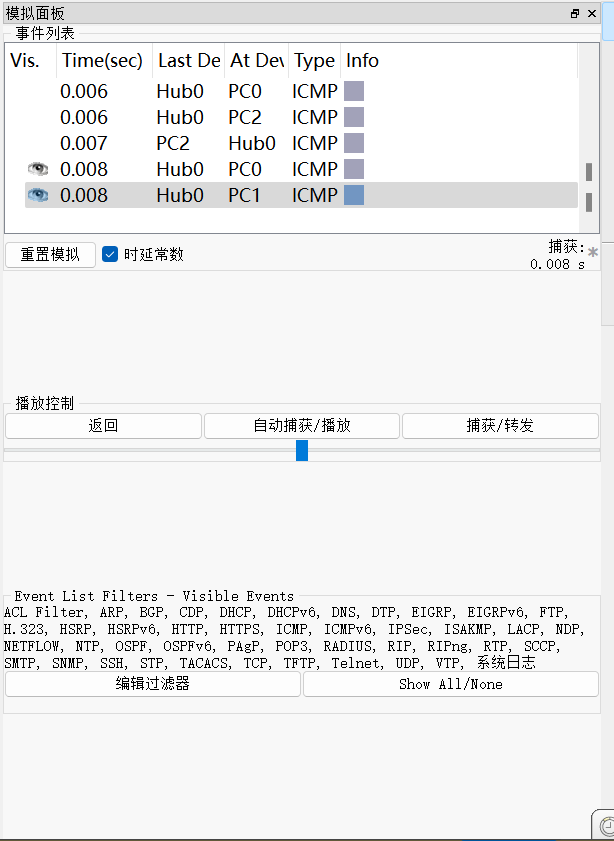 模拟面板
事件列表
Vis. Time(sec) Last De At Dev Type Info
0.006 Hub0 PC0 ICMP
0.006 Hub0 PC2 ICMP
0.007 PC2 Hub0 ICMP
0.008 Hub0 PC0 ICMP
0.008 Hub0 PC1 ICMP
重置模拟 时延常数 捕获: *
0.008 s
播放控制
返回 自动捕获/播放 捕获/转发
Event List Filters - Visible Events
ACL Filter, ARP, BGP, CDP, DHCP, DHCPv6, DNS, DTP, EIGRP, EIGRPv6, FTP,
H.323, HSRP, HSRPv6, HTTP, HTTPS, ICMP, ICMPv6, IPSec, ISAKMP, LACP, NDP,
NETFLOW, NTP, OSPF, OSPFv6, PAgP, POP3, RADIUS, RIP, RIPng, RTP, SCCP,
SMTP, SNMP, SSH, STP, TACACS, TCP, TFTP, Telnet, UDP, VTP, 系统日志
编辑过滤器 Show All/None